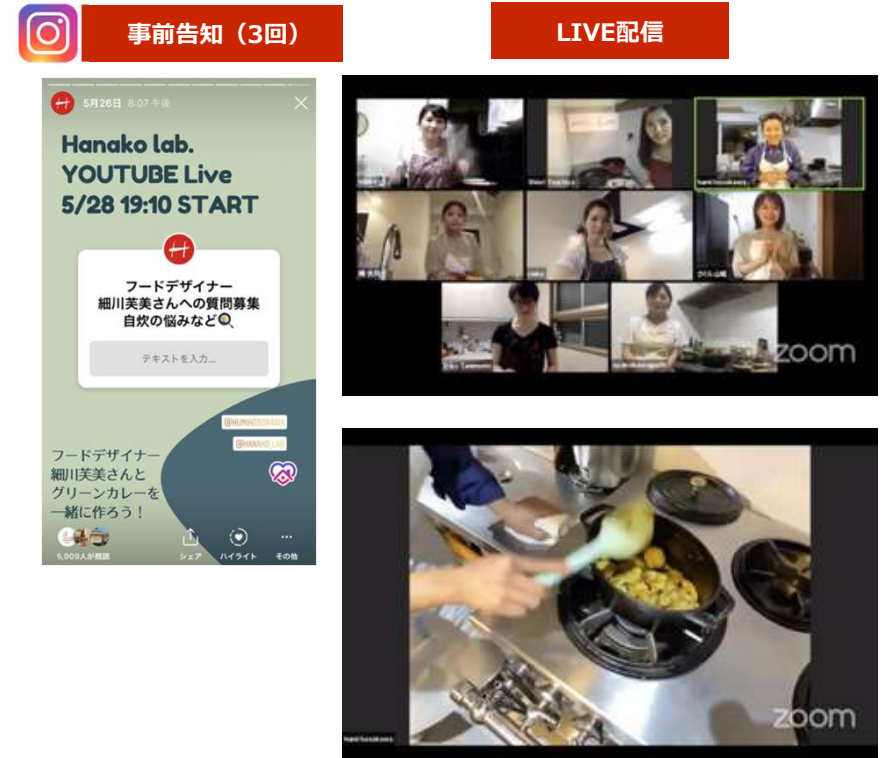 事前告知（3回）
LIVE配信
5月26日 8:07 午後
Hanako lab.
YOUTUBE Live
5/28 19:10 START
フードデザイナー
細川芙美さんへの質問募集
自炊の悩みなど
テキストを入力...
@HUMIHOSOKAWA
@HANAKO_LAB
フードデザイナー
細川芙美さんと
グリーンカレーを
一緒に作ろう！
5,909人が既読
シェア
ハイライト
その他
zoom
zoom